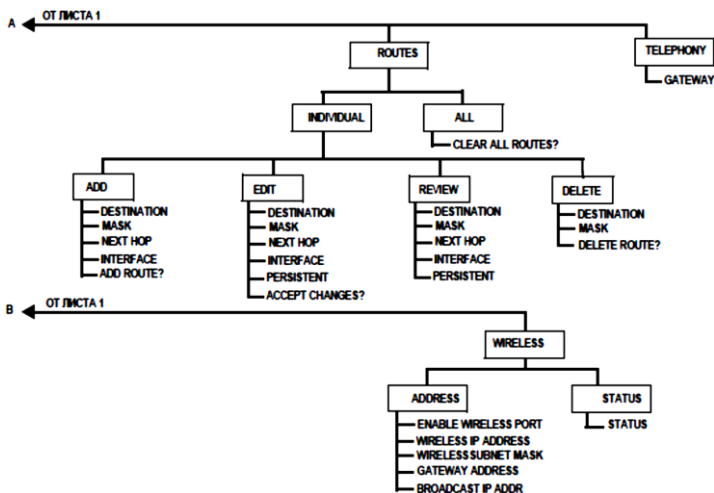 A ОТ ЛИСТА 1
ROUTES
TELEPHONY
GATEWAY
INDIVIDUAL
ALL
CLEAR ALL ROUTES?
ADD
DESTINATION
MASK
NEXT HOP
INTERFACE
ADD ROUTE?
EDIT
DESTINATION
MASK
NEXT HOP
INTERFACE
PERSISTENT
ACCEPT CHANGES?
REVIEW
DESTINATION
MASK
NEXT HOP
INTERFACE
PERSISTENT
DELETE
DESTINATION
MASK
DELETE ROUTE?
B ОТ ЛИСТА 1
WIRELESS
ADDRESS
ENABLE WIRELESS PORT
WIRELESS IP ADDRESS
WIRELESS SUBNET MASK
GATEWAY ADDRESS
BROADCAST IP ADDR
STATUS
STATUS